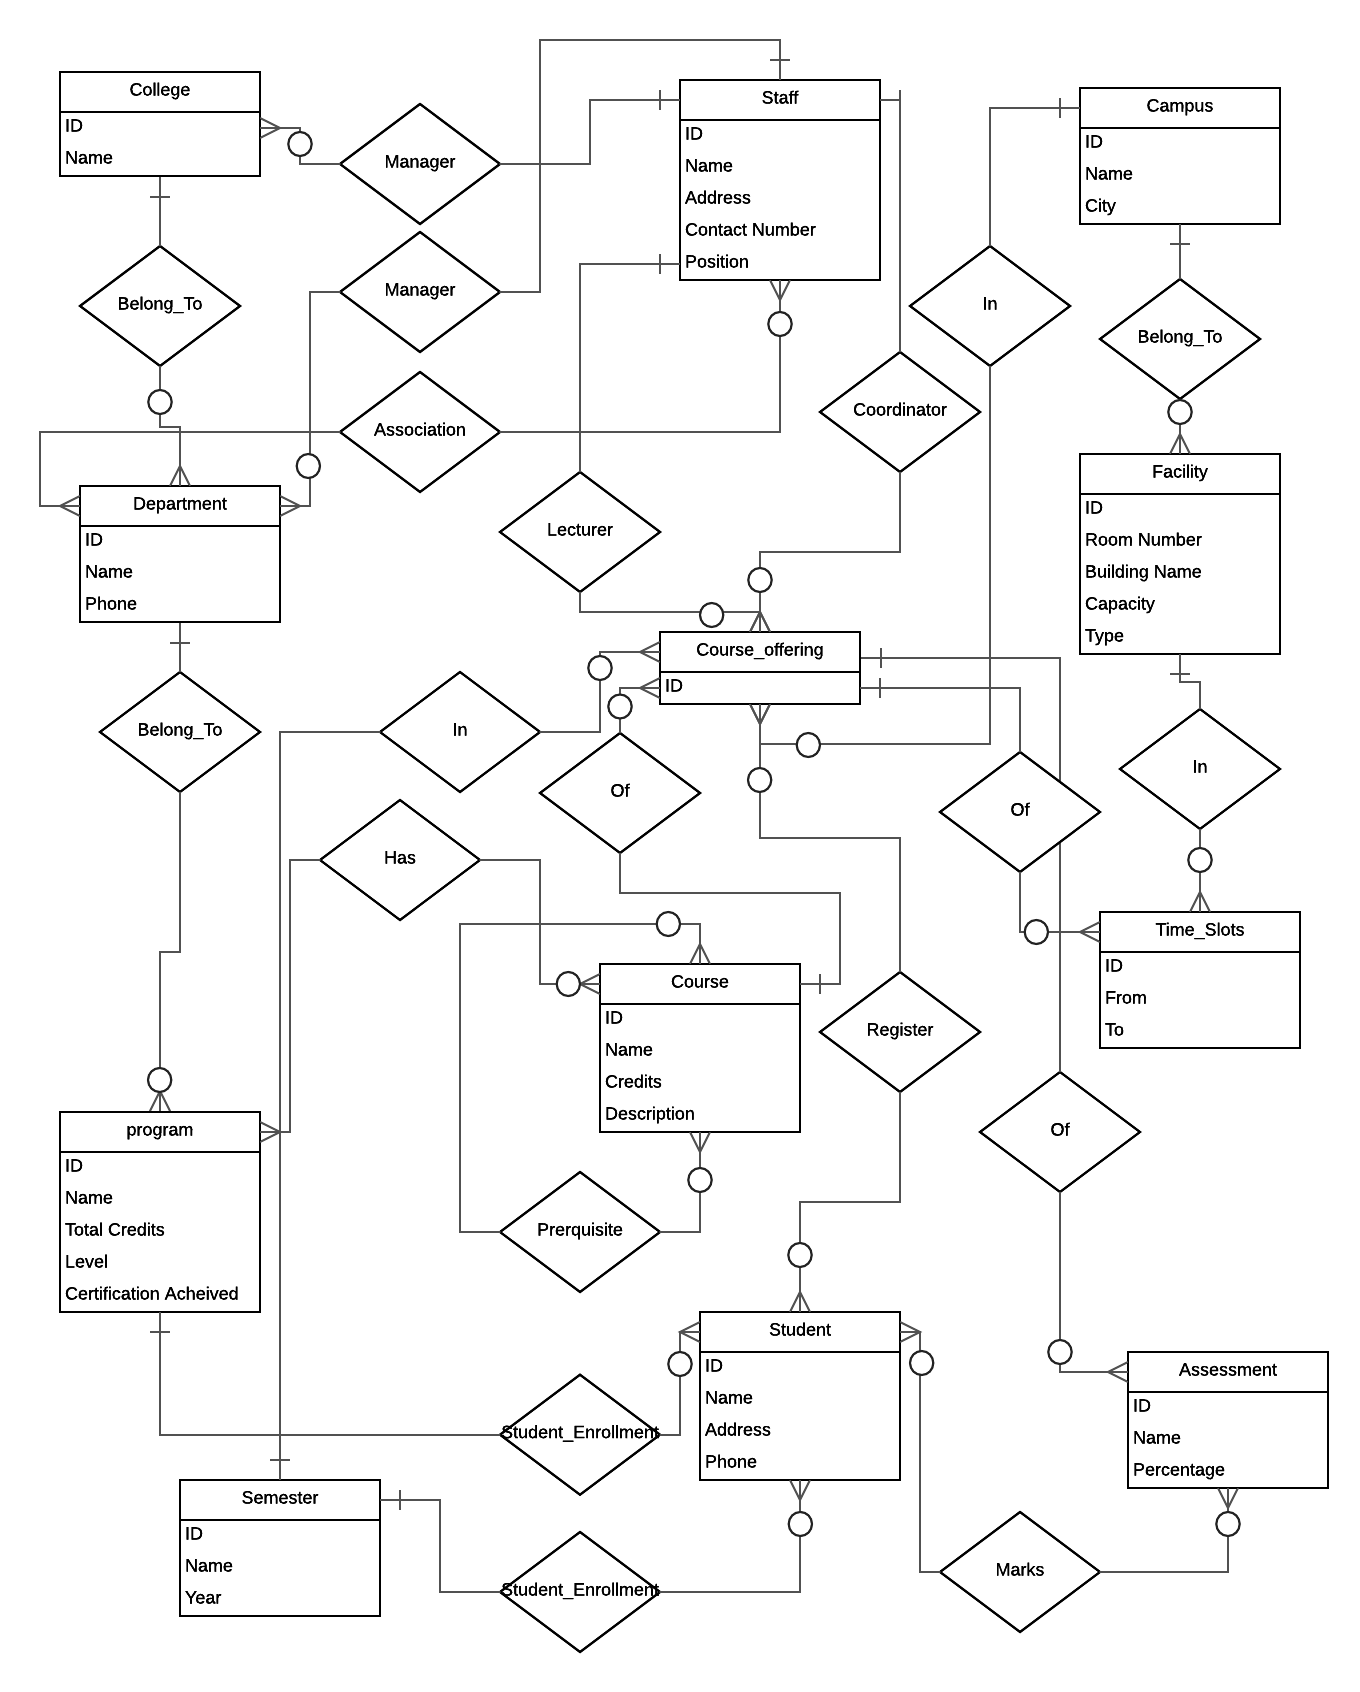 College
ID
Name
Manager
Staff
ID
Name
Address
Contact Number
Position
Campus
ID
Name
City
Belong_To
Manager
In
Belong_To
Association
Coordinator
Department
ID
Name
Phone
Lecturer
Facility
ID
Room Number
Building Name
Capacity
Type
Course_offering
ID
Belong_To
In
Of
Of
In
Has
Time_Slots
ID
From
To
Course
ID
Name
Credits
Description
Register
program
ID
Name
Total Credits
Level
Certification Acheived
Of
Prerquisite
Student
ID
Name
Address
Phone
Assessment
ID
Name
Percentage
Student_Enrollment
Semester
ID
Name
Year
Student_Enrollment
Marks